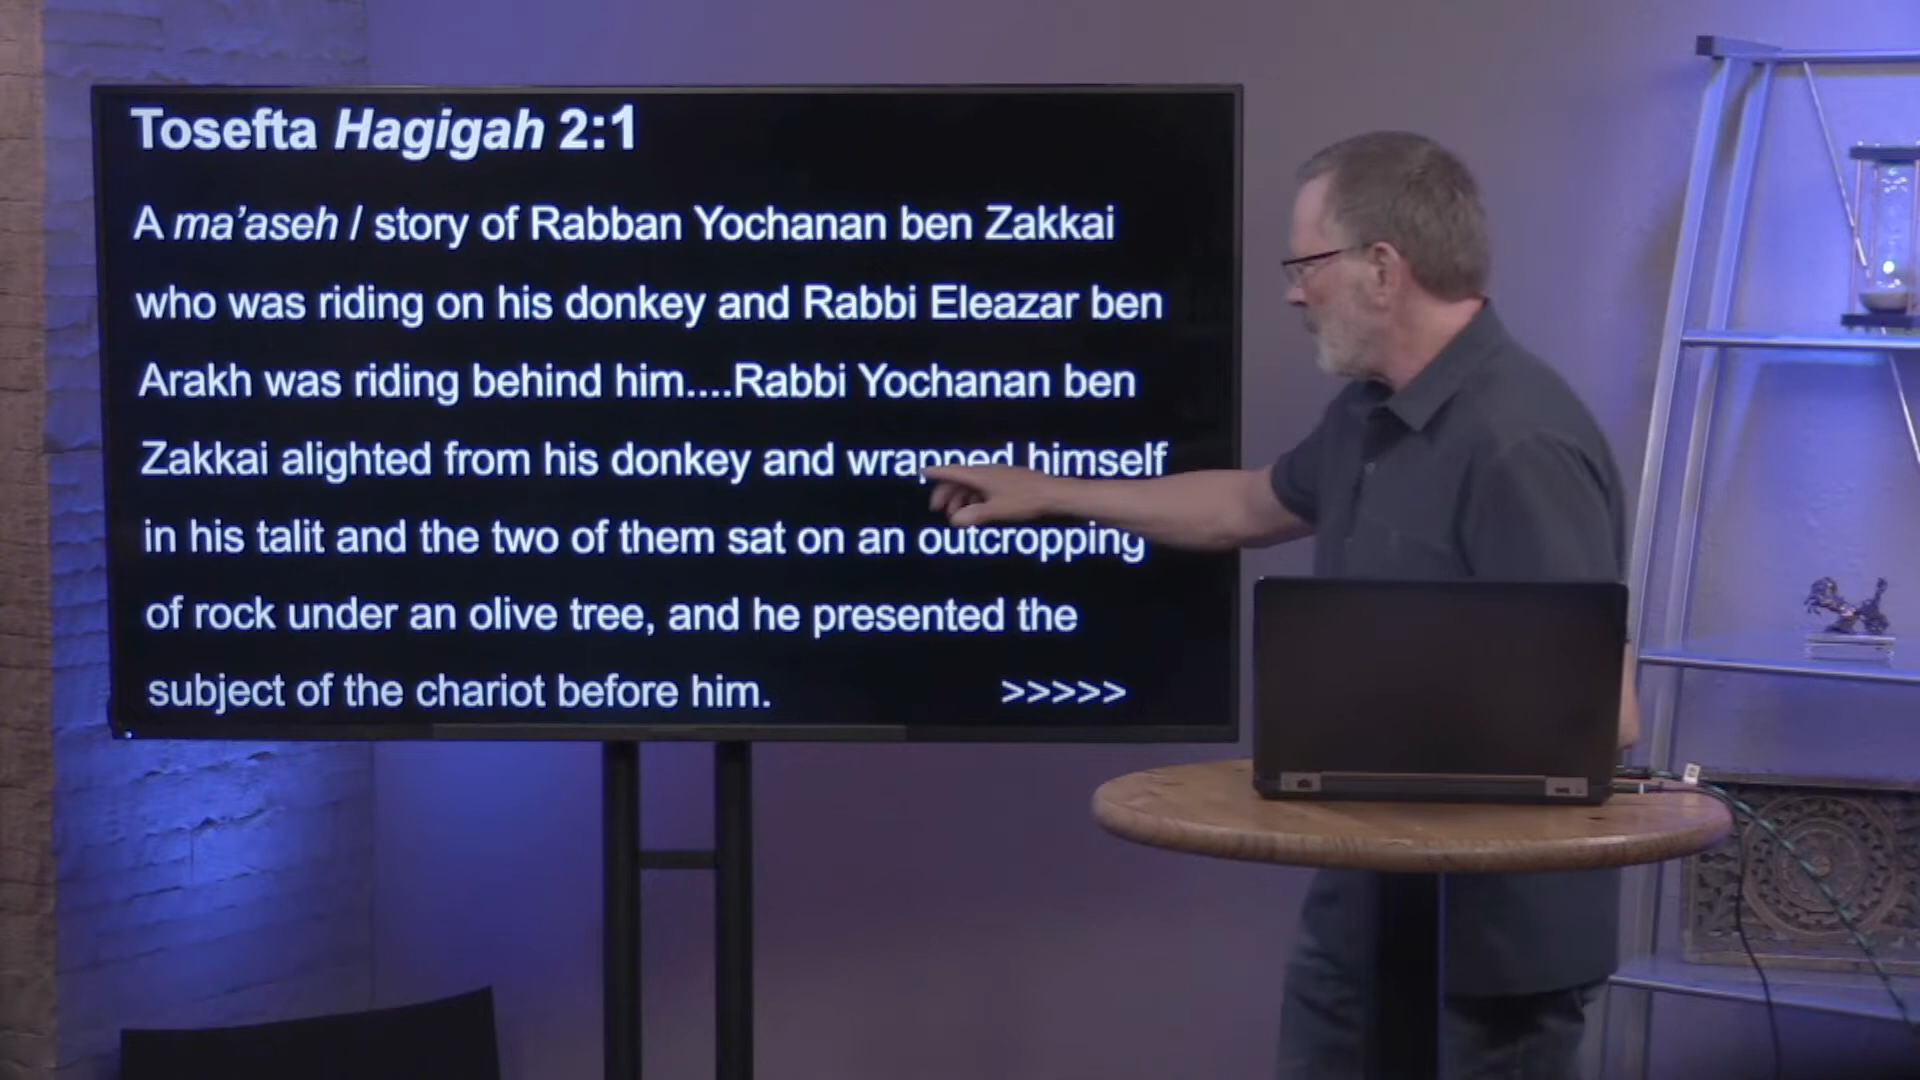 Tosefta Hagigah 2:1
A ma’aseh / story of Rabban Yochanan ben Zakkai
who was riding on his donkey and Rabbi Eleazar ben
Arakh was riding behind him....Rabbi Yochanan ben
Zakkai alighted from his donkey and wrapped himself
in his talit and the two of them sat on an outcropping
of rock under an olive tree, and he presented the
subject of the chariot before him. >>>>>